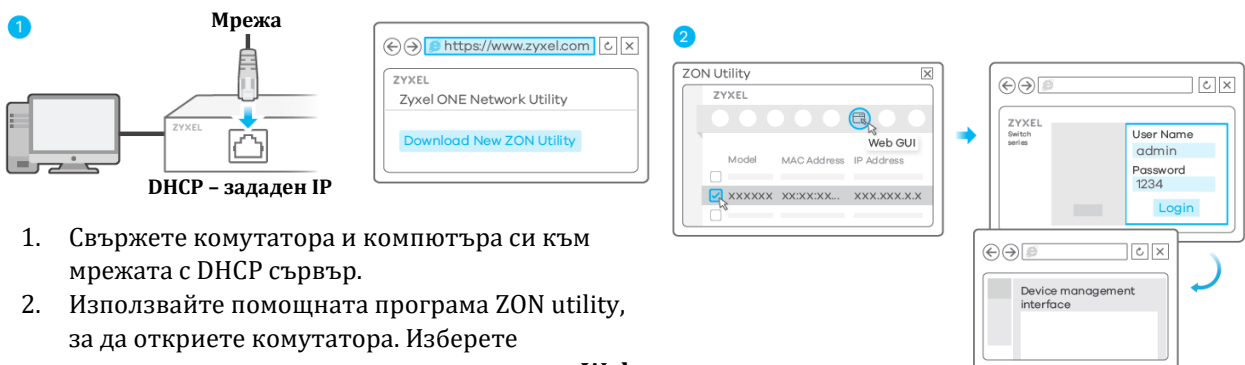 1
Мрежа
ZYXEL
DHCP – зададен IP
https://www.zyxel.com
ZYXEL
Zyxel ONE Network Utility
Download New ZON Utility
1. Свържете комутатора и компютъра си към
мрежата с DHCP сървър.
2. Използвайте помощната програма ZON utility,
за да откриете комутатора. Изберете
2
ZON Utility
ZYXEL
Web GUI
Model MAC Address IP Address
xxxxxx xx:xx:xx... xxx.xxx.x.x
ZYXEL
Switch
series
User Name
admin
Password
1234
Login
Device management
interface